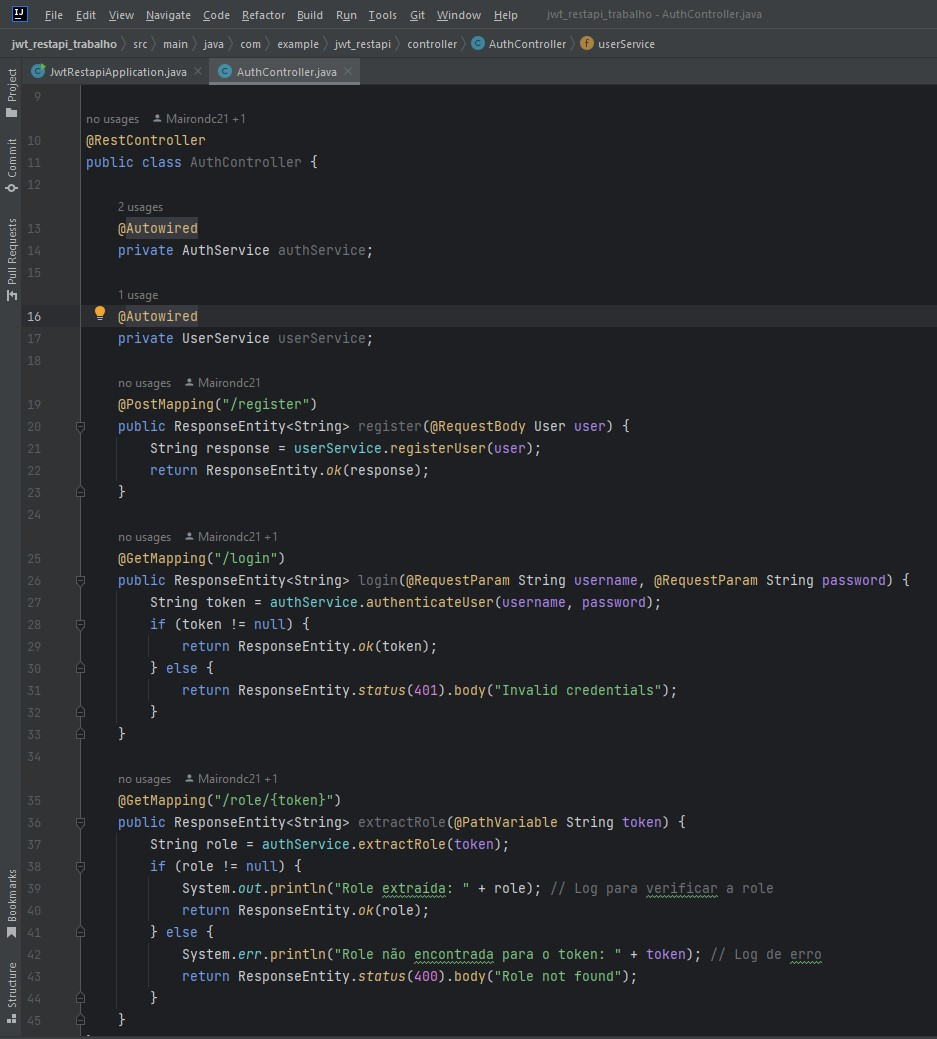 File Edit View Navigate Code Refactor Build Run Tools Git Window Help jwt_restapi_trabalho - AuthController.java
jwt_restapi_trabalho src main java com example jwt_restapi controller AuthController userService
JwtRestapiApplication.java AuthController.java
Project
Commit
Pull Requests
Bookmarks
Structure
9
no usages Mairondc21 +1
10 @RestController
11 public class AuthController {
12
2 usages
13 @Autowired
14 private AuthService authService;
15
1 usage
16 @Autowired
17 private UserService userService;
18
no usages Mairondc21
19 @PostMapping("/register")
20 public ResponseEntity<String> register(@RequestBody User user) {
21 String response = userService.registerUser(user);
22 return ResponseEntity.ok(response);
23 }
24
no usages Mairondc21 +1
25 @GetMapping("/login")
26 public ResponseEntity<String> login(@RequestParam String username, @RequestParam String password) {
27 String token = authService.authenticateUser(username, password);
28 if (token != null) {
29 return ResponseEntity.ok(token);
30 } else {
31 return ResponseEntity.status(401).body("Invalid credentials");
32 }
33 }
34
no usages Mairondc21 +1
35 @GetMapping("/role/{token}")
36 public ResponseEntity<String> extractRole(@PathVariable String token) {
37 String role = authService.extractRole(token);
38 if (role != null) {
39 System.out.println("Role extraída: " + role); // Log para verificar a role
40 return ResponseEntity.ok(role);
41 } else {
42 System.err.println("Role não encontrada para o token: " + token); // Log de erro
43 return ResponseEntity.status(400).body("Role not found");
44 }
45 }